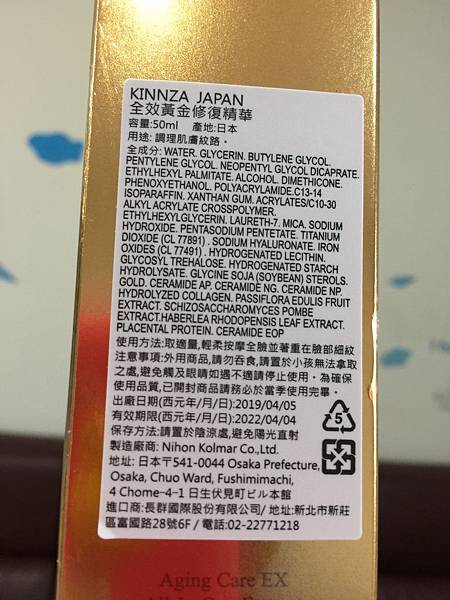 KINNZA JAPAN
全效黃金修復精華
容量:50ml 產地:日本
用途: 調理肌膚紋路。
全成分: WATER. GLYCERIN. BUTYLENE GLYCOL.
PENTYLENE GLYCOL. NEOPENTYL GLYCOL DICAPRATE.
ETHYLHEXYL PALMITATE. ALCOHOL. DIMETHICONE.
PHENOXYETHANOL. POLYACRYLAMIDE.C13-14
ISOPARAFFIN. XANTHAN GUM. ACRYLATES/C10-30
ALKYL ACRYLATE CROSSPOLYMER.
ETHYLHEXYLGLYCERIN. LAURETH-7. MICA. SODIUM
HYDROXIDE. PENTASODIUM PENTETATE. TITANIUM
DIOXIDE (CL 77891) . SODIUM HYALURONATE. IRON
OXIDES (CL 77491) . HYDROGENATED LECITHIN.
GLYCOSYL TREHALOSE. HYDROGENATED STARCH
HYDROLYSATE. GLYCINE SOJA (SOYBEAN) STEROLS.
GOLD. CERAMIDE AP. CERAMIDE NG. CERAMIDE NP.
HYDROLYZED COLLAGEN. PASSIFLORA EDULIS FRUIT
EXTRACT. SCHIZOSACCHAROMYCES POMBE
EXTRACT.HABERLEA RHODOPENSIS LEAF EXTRACT.
PLACENTAL PROTEIN. CERAMIDE EOP
使用方法:取適量,輕柔按摩全臉並著重在臉部細紋
注意事項:外用商品,請勿吞食,請置於小孩無法拿取
之處,避免觸及眼睛如遇不適請停止使用。為確保
使用品質,已開封商品請務必於當季使用完畢。
出廠日期(西元年/月/日):2019/04/05
有效期限(西元年/月/日):2022/04/04
保存方法:請置於陰涼處,避免陽光直射
5
製造廠商: Nihon Kolmar Co.,Ltd.
地址: 日本〒541-0044 Osaka Prefecture,
Osaka, Chuo Ward, Fushimimachi,
4 Chome-4-1 日生伏見町ビル本館
進口商:長群國際股份有限公司/ 地址:新北市新莊
區富國路28號6F / 電話:02-22771218
Aging Care EX